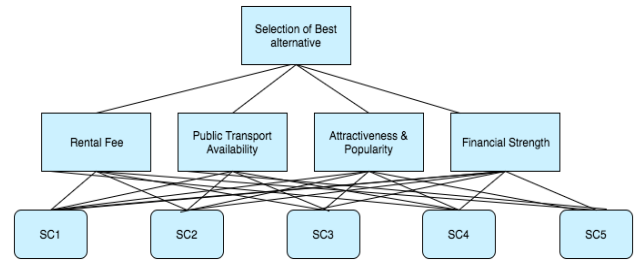 Selection of Best
alternative
Rental Fee
Public Transport
Availability
Attractiveness &
Popularity
Financial Strength
SC1
SC2
SC3
SC4
SC5